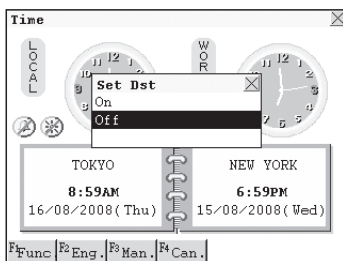 Time
LOCAL
WOR
Set Dst
On
Off
TOKYO
8:59AM
16/08/2008(Thu)
NEW YORK
6:59PM
15/08/2008(Wed)
F1Func F2Eng. F3Man. F4Can.